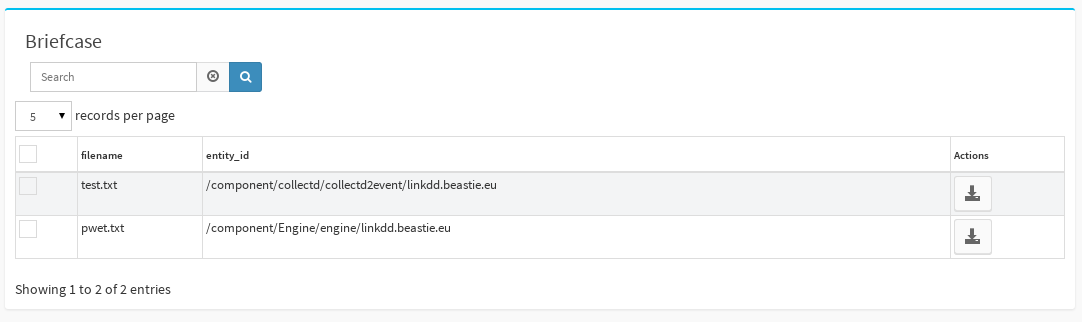 Briefcase
Search
5 records per page
filename entity_id Actions
test.txt /component/collectd/collectd2event/linkdd.beastie.eu
pwet.txt /component/Engine/engine/linkdd.beastie.eu
Showing 1 to 2 of 2 entries